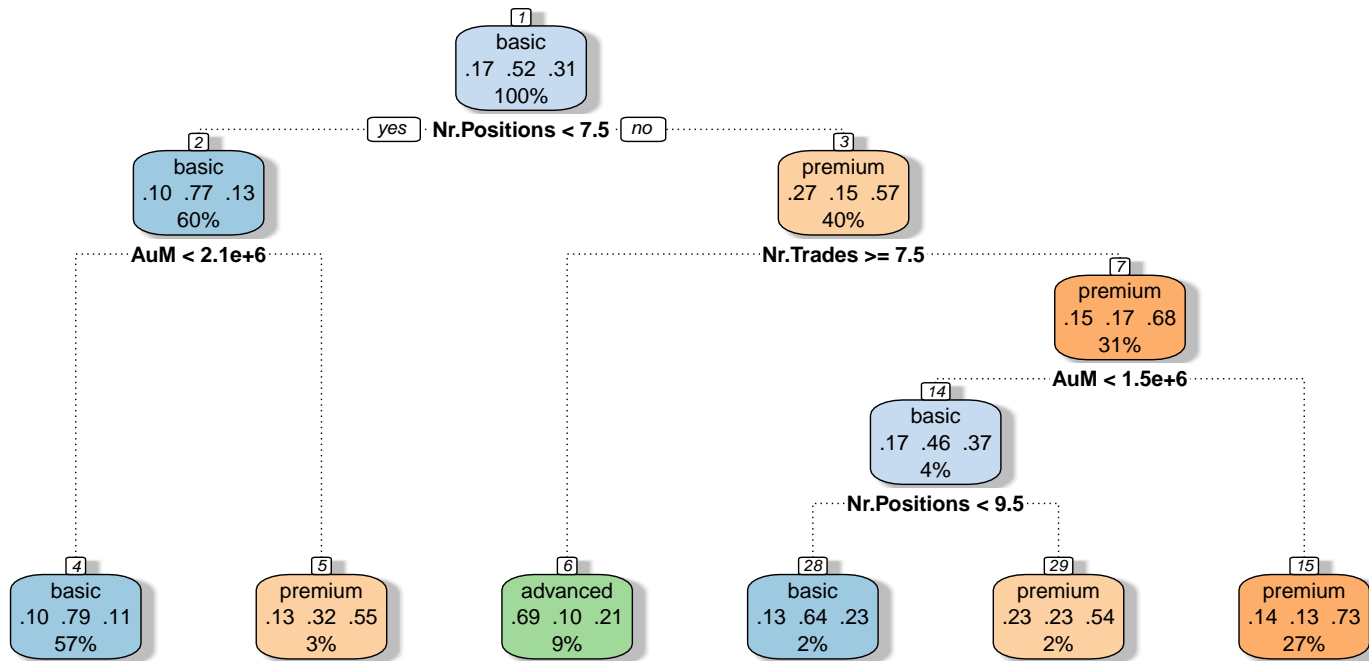 1
basic
.17 .52 .31
100%
yes Nr.Positions < 7.5 no
2
basic
.10 .77 .13
60%
3
premium
.27 .15 .57
40%
AuM < 2.1e+6
Nr.Trades >= 7.5
7
premium
.15 .17 .68
31%
AuM < 1.5e+6
14
basic
.17 .46 .37
4%
Nr.Positions < 9.5
4
basic
.10 .79 .11
57%
5
premium
.13 .32 .55
3%
6
advanced
.69 .10 .21
9%
28
basic
.13 .64 .23
2%
29
premium
.23 .23 .54
2%
15
premium
.14 .13 .73
27%